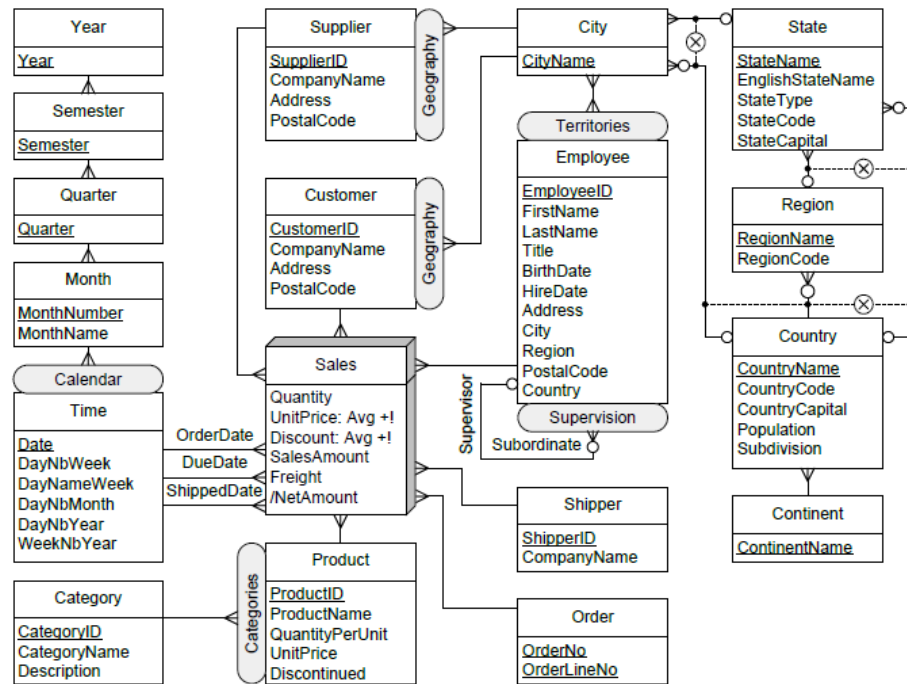 Year
Year
Semester
Semester
Quarter
Quarter
Month
MonthNumber
MonthName
Calendar
Time
Date
DayNbWeek
DayNameWeek
DayNbMonth
DayNbYear
WeekNbYear
Category
CategoryID
CategoryName
Description
OrderDate
DueDate
ShippedDate
Supplier
SupplierID
CompanyName
Address
PostalCode
Geography
Customer
CustomerID
CompanyName
Address
PostalCode
Geography
Sales
Quantity
UnitPrice: Avg +!
Discount: Avg +!
SalesAmount
Freight
/NetAmount
Categories
Product
ProductID
ProductName
QuantityPerUnit
UnitPrice
Discontinued
City
CityName
Territories
Employee
EmployeeID
FirstName
LastName
Title
BirthDate
HireDate
Address
City
Region
PostalCode
Country
Supervision
Supervisor
Subordinate
Shipper
ShipperID
CompanyName
Order
OrderNo
OrderLineNo
State
StateName
EnglishStateName
StateType
StateCode
StateCapital
Region
RegionName
RegionCode
Country
CountryName
CountryCode
CountryCapital
Population
Subdivision
Continent
ContinentName